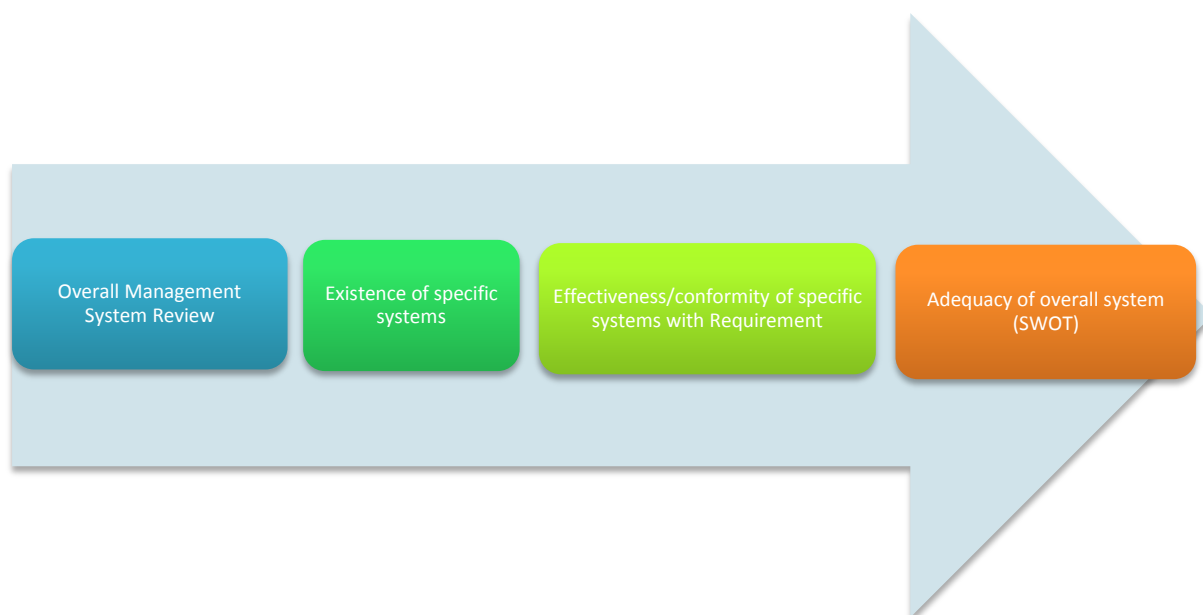 Overall Management
System Review
Existence of specific
systems
Effectiveness/conformity of specific
systems with Requirement
Adequacy of overall system
(SWOT)